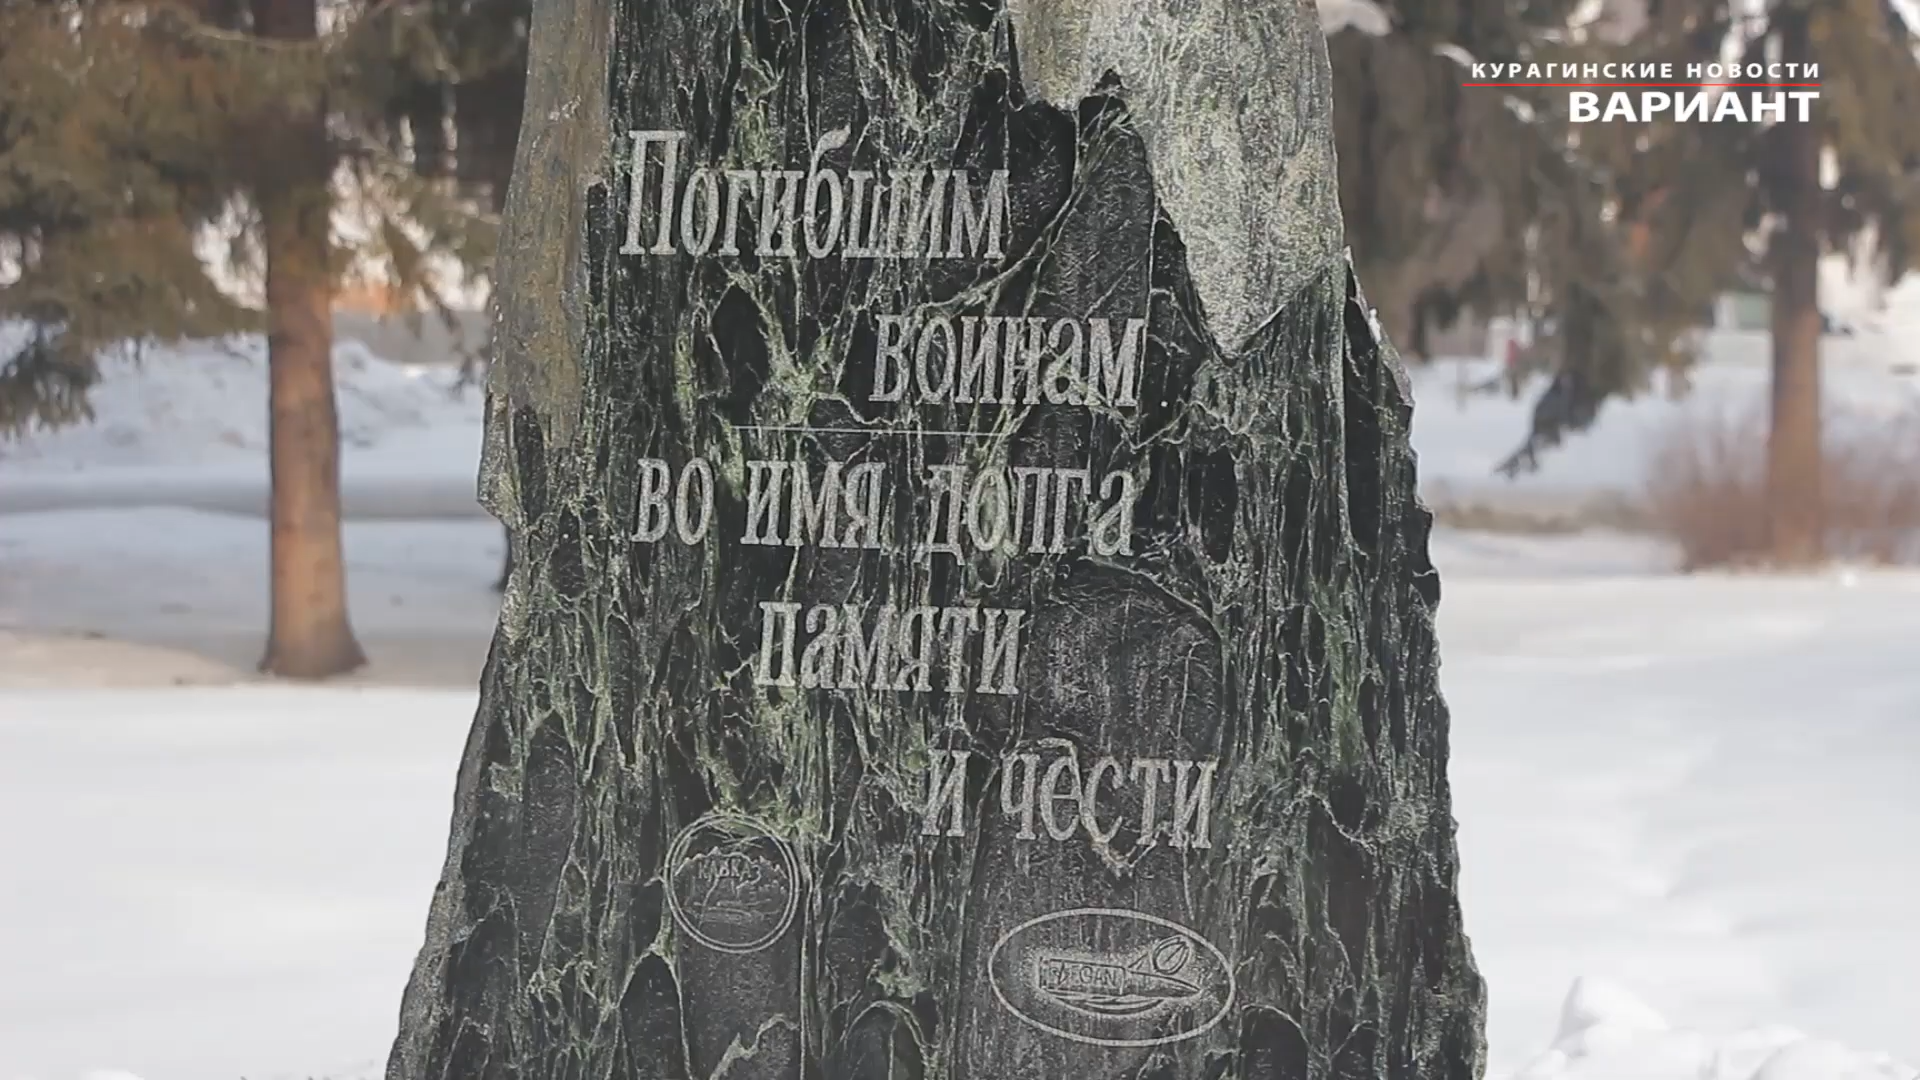 КУРАГИНСКИЕ НОВОСТИ
ВАРИАНТ
Погибшим
воинам
во имя долга
памяти
и чести
КАВКАЗ